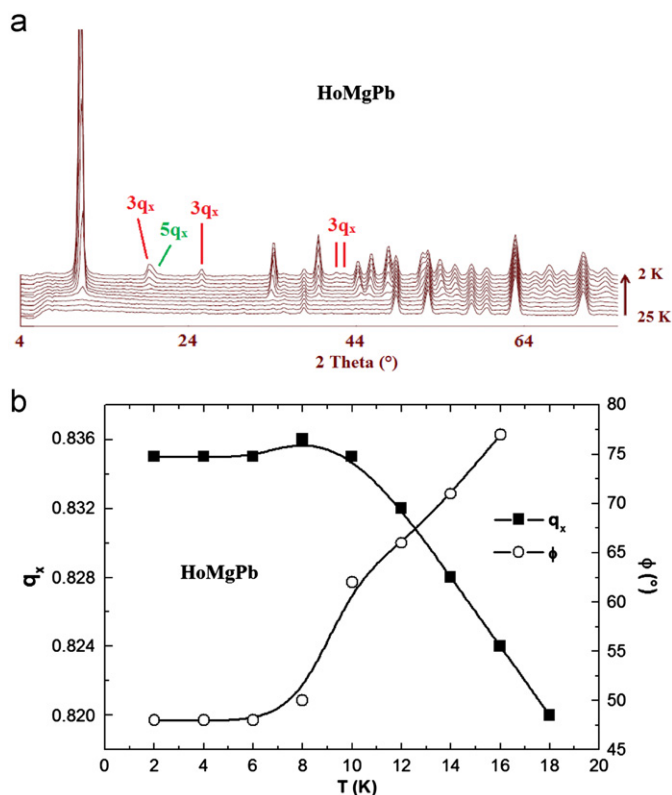 a
HoMgPb
3qₓ
5qₓ
3qₓ
3qₓ
2 K
25 K
4 24 44 64
2 Theta (°)
b
0.836
0.832
0.828
0.824
0.820
qₓ
HoMgPb
qₓ
ϕ
80
75
70
65
60
55
50
45
ϕ (°)
0 2 4 6 8 10 12 14 16 18 20
T (K)